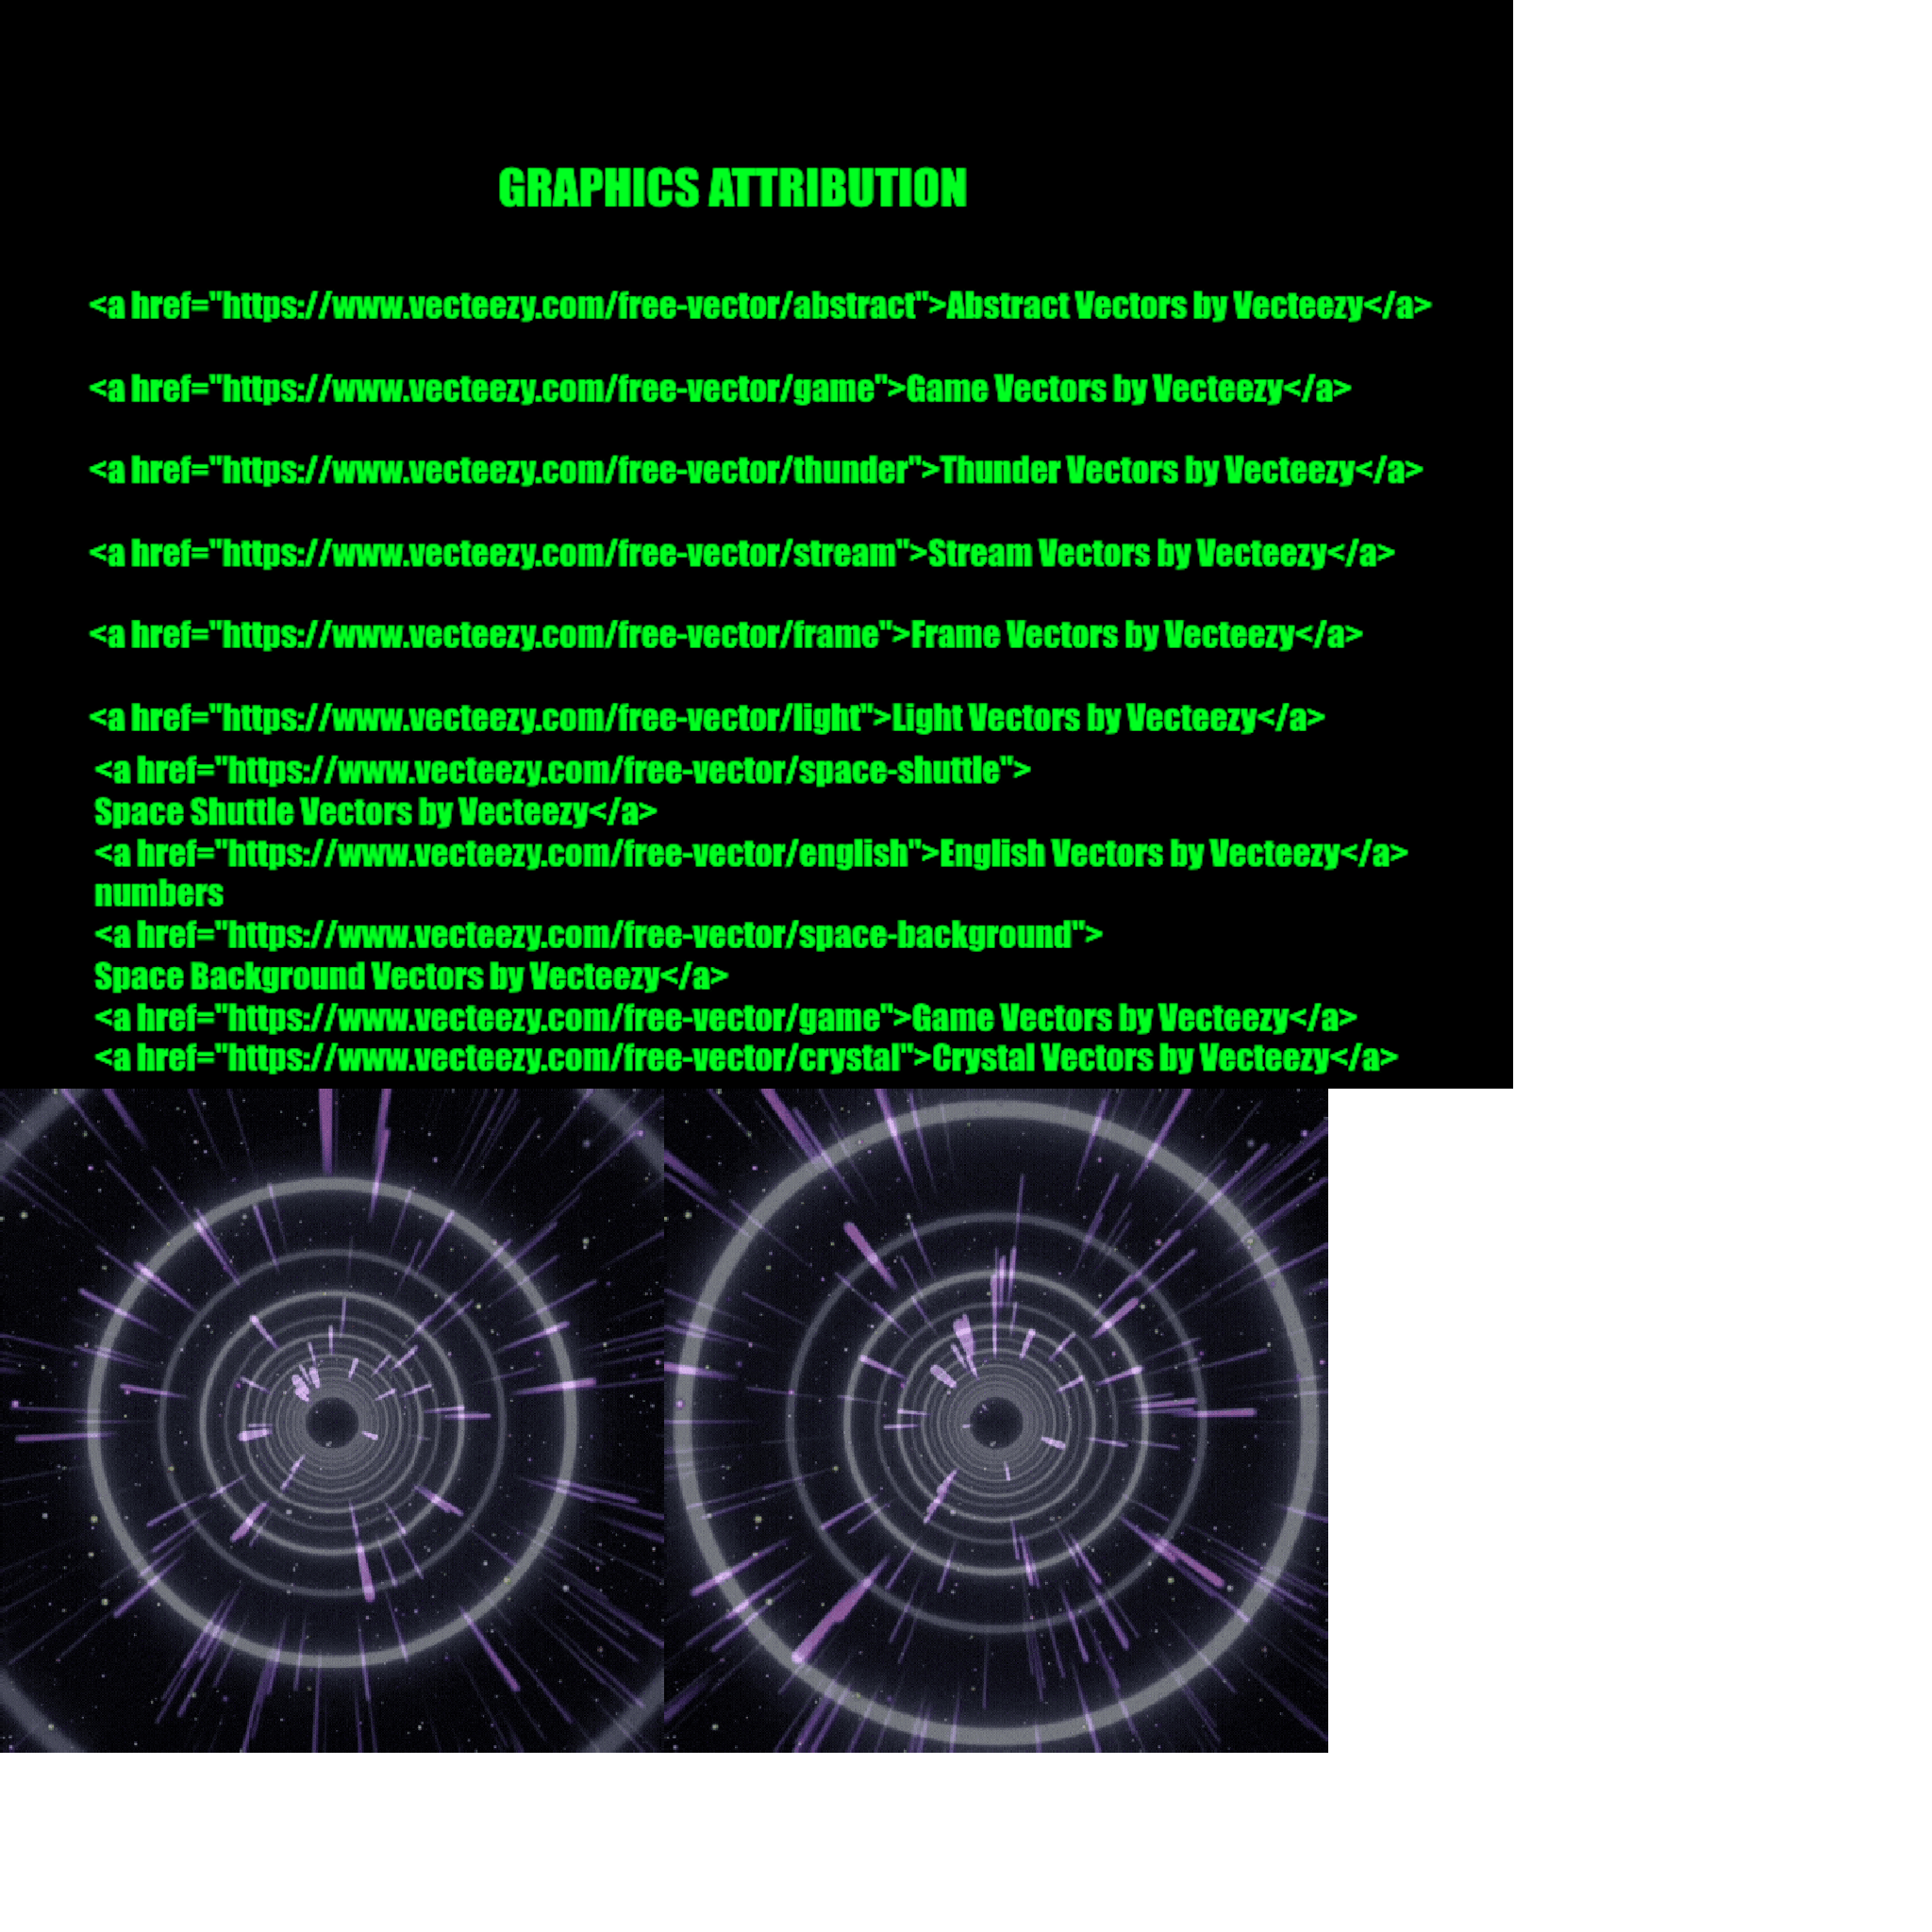 GRAPHICS ATTRIBUTION
<a href="https://www.vecteezy.com/free-vector/abstract">Abstract Vectors by Vecteezy</a>
<a href="https://www.vecteezy.com/free-vector/game">Game Vectors by Vecteezy</a>
<a href="https://www.vecteezy.com/free-vector/thunder">Thunder Vectors by Vecteezy</a>
<a href="https://www.vecteezy.com/free-vector/stream">Stream Vectors by Vecteezy</a>
<a href="https://www.vecteezy.com/free-vector/frame">Frame Vectors by Vecteezy</a>
<a href="https://www.vecteezy.com/free-vector/light">Light Vectors by Vecteezy</a>
<a href="https://www.vecteezy.com/free-vector/space-shuttle">
Space Shuttle Vectors by Vecteezy</a>
<a href="https://www.vecteezy.com/free-vector/english">English Vectors by Vecteezy</a>
numbers
<a href="https://www.vecteezy.com/free-vector/space-background">
Space Background Vectors by Vecteezy</a>
<a href="https://www.vecteezy.com/free-vector/game">Game Vectors by Vecteezy</a>
<a href="https://www.vecteezy.com/free-vector/crystal">Crystal Vectors by Vecteezy</a>